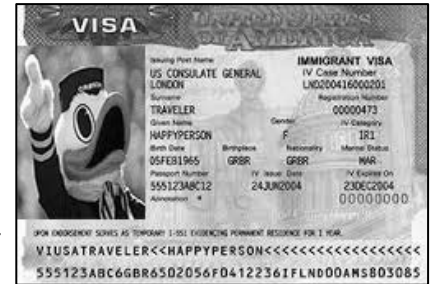 VISA
UNITED STATES
OF AMERICA
Issuing Post Name
IMMIGRANT VISA
US CONSULATE GENERAL
LONDON
IV Case Number
LND200416000201
Surname
Registration Number
TRAVELER
00000473
Given Name
Gender
IV Category
HAPPYPERSON
F
IR1
Birth Date
Birthplace
Nationality
Marital Status
05FEB1965
GRBR
GRBR
MAR
Passport Number
IV Issue Date
IV Expires On
555123ABC12
24JUN2004
23DEC2004
Annotation
00000000
UPON ENDORSEMENT SERVES AS TEMPORARY I-551 EVIDENCING PERMANENT RESIDENCE FOR 1 YEAR.
VIUSATRAVELER<<HAPPYPERSON<<<<<<<<<<<<<<<<<<
555123ABC6GBR6502056F0412236IFLND00AMS803085